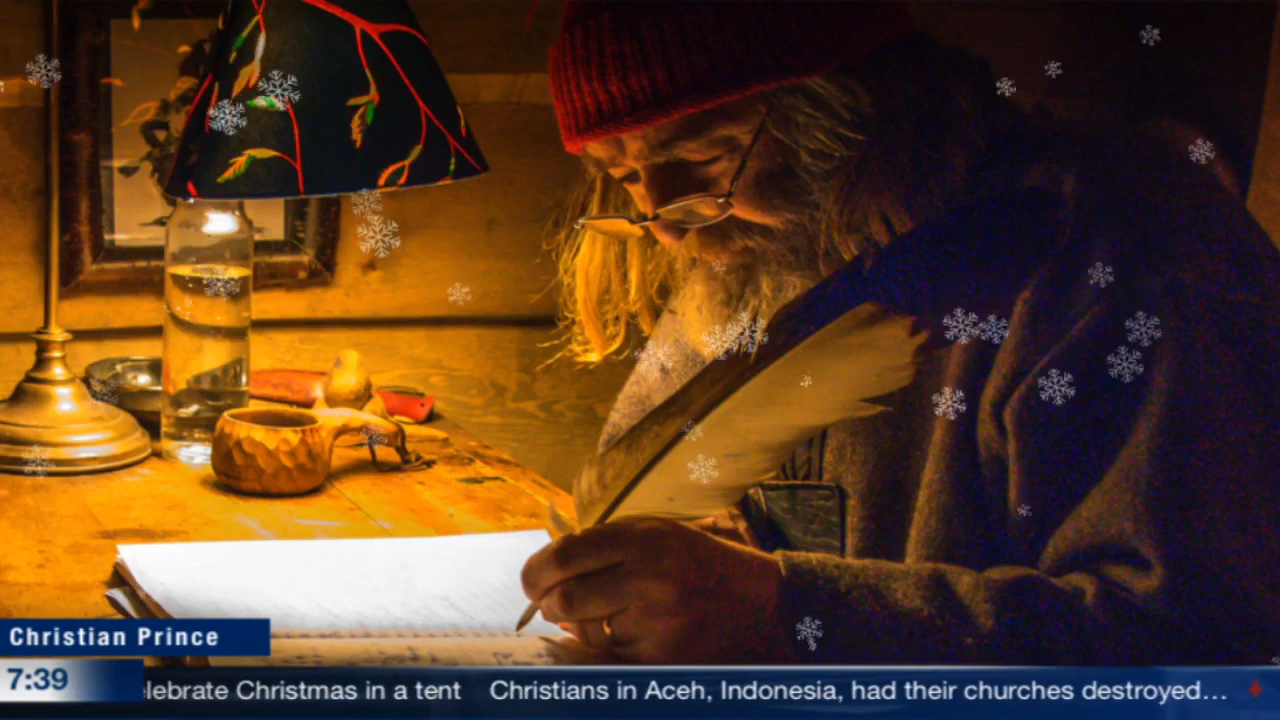 Christian Prince
7:39
elebrate Christmas in a tent    Christians in Aceh, Indonesia, had their churches destroyed...